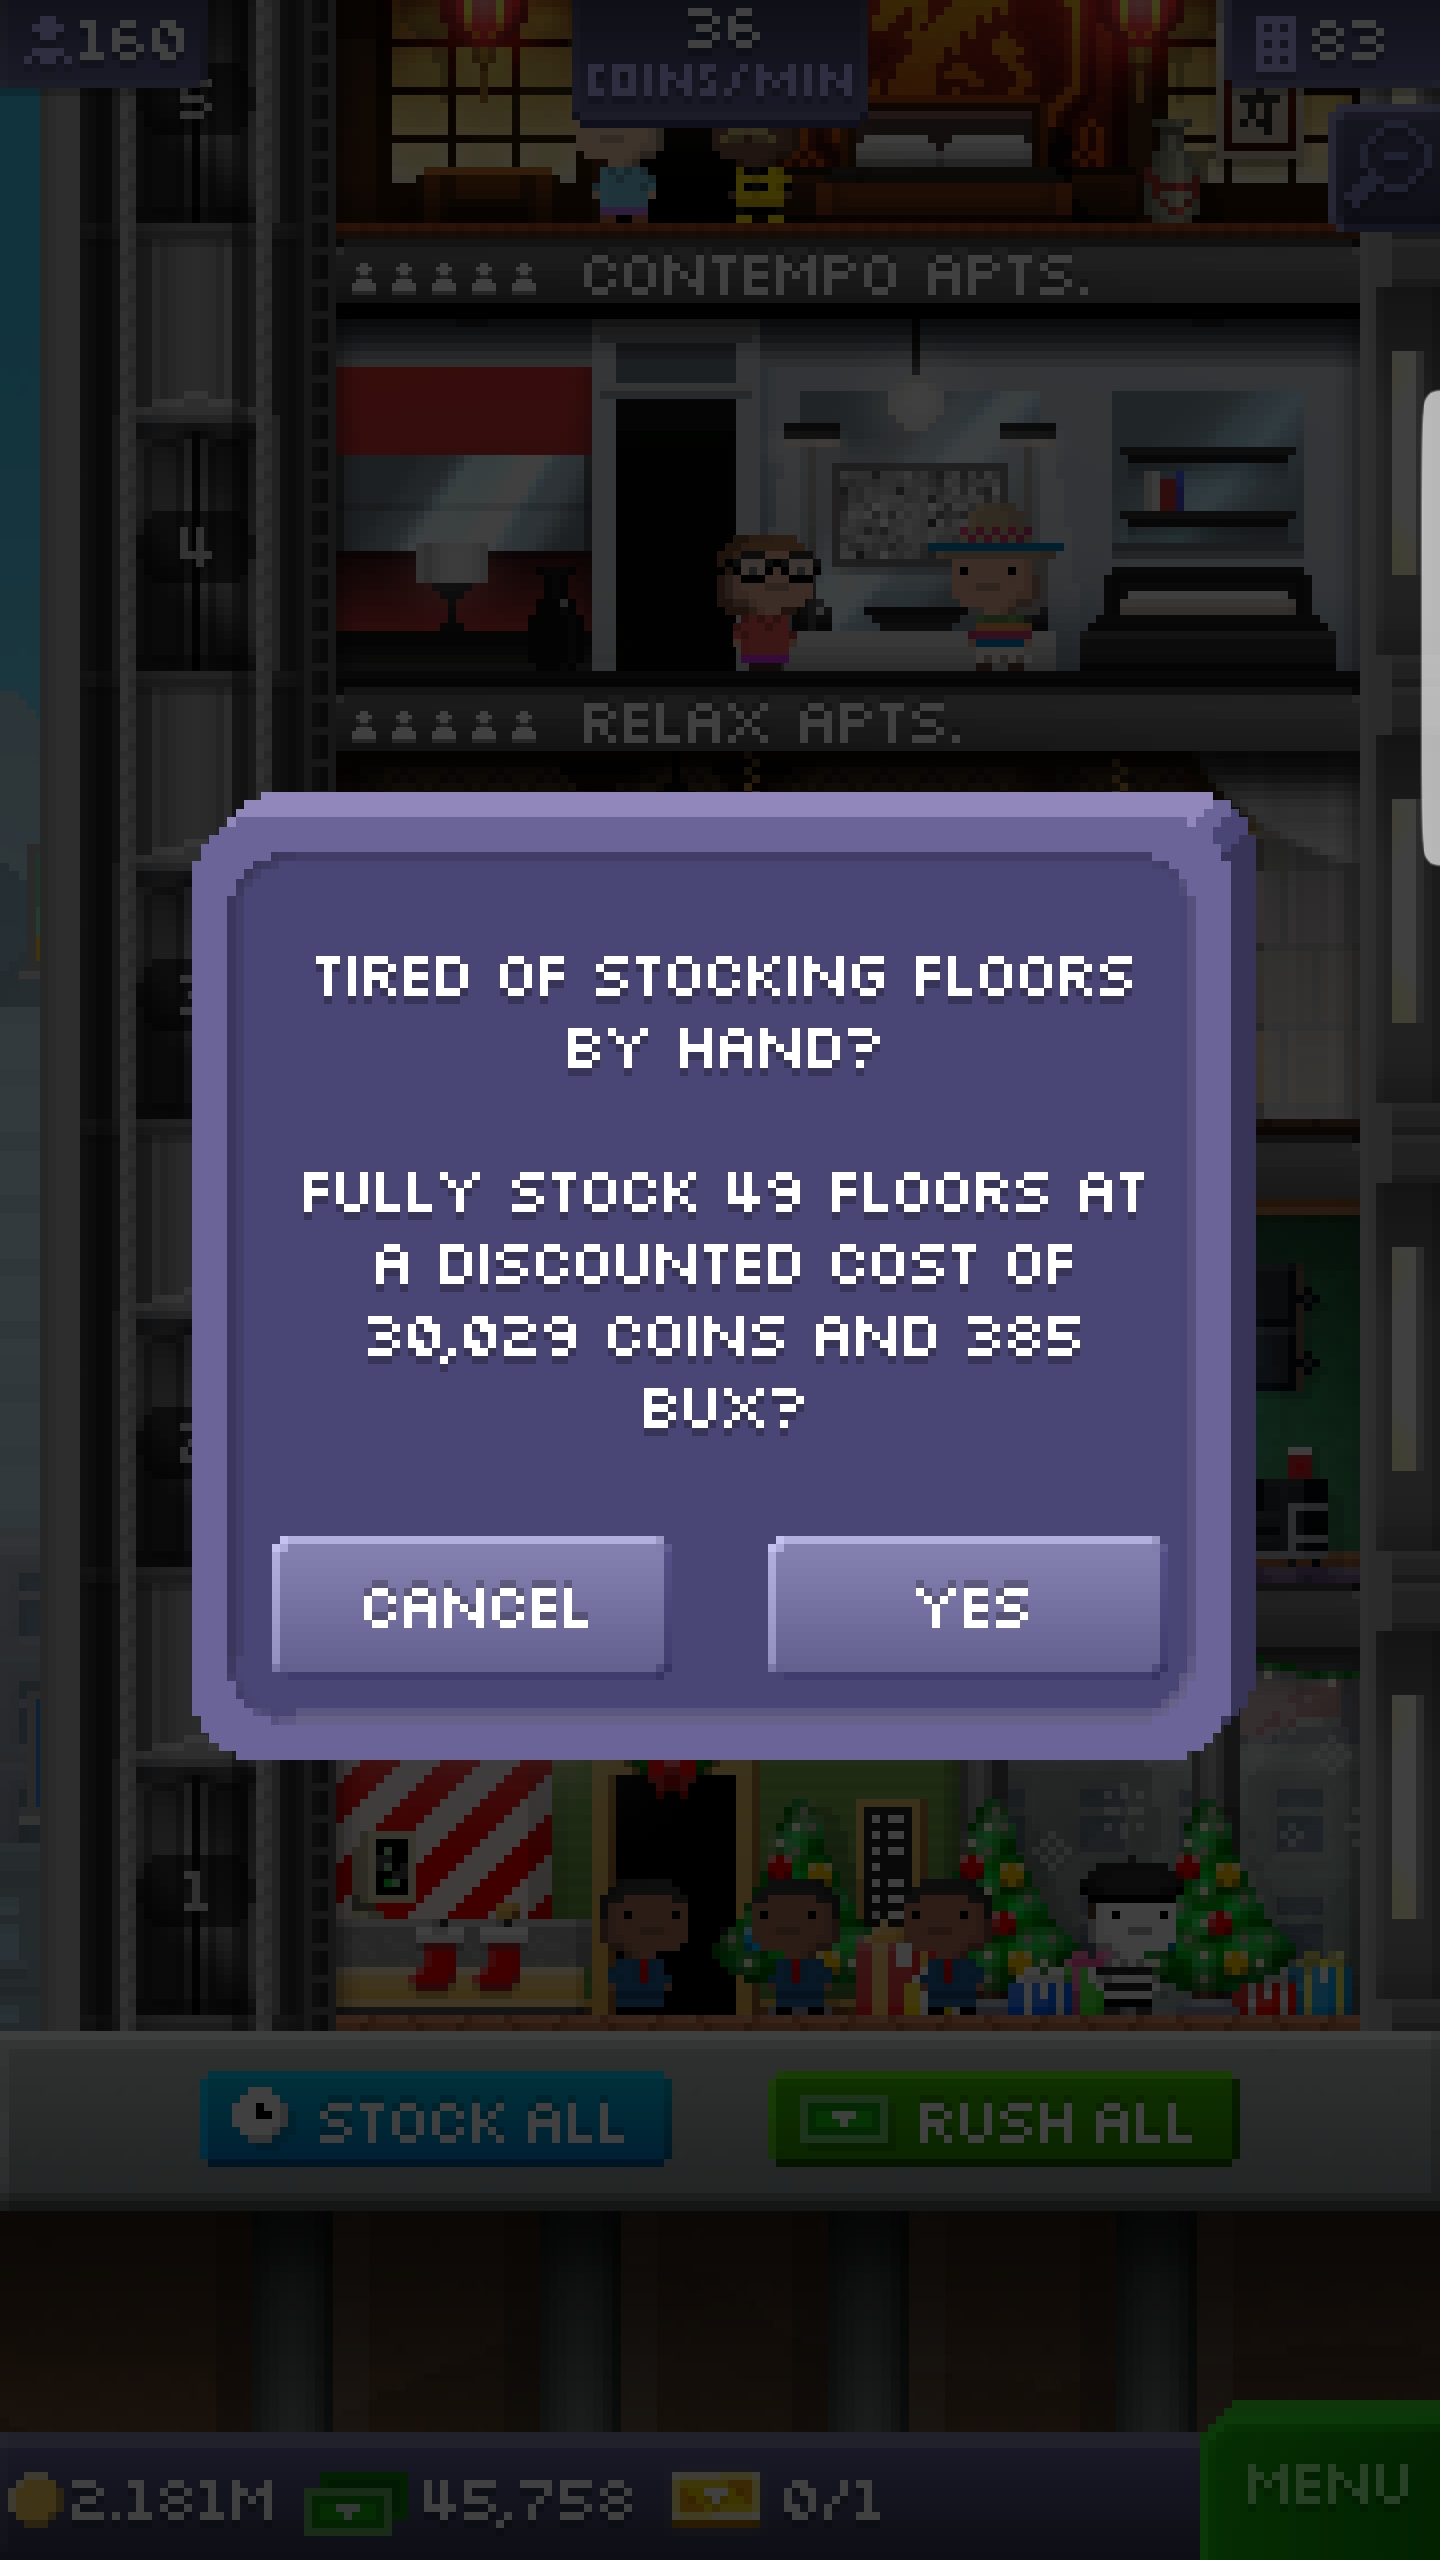 160
36
COINS/MIN
83
5
CONTEMPO APTS.
4
RELAX APTS.
TIRED OF STOCKING FLOORS
BY HAND?
FULLY STOCK 49 FLOORS AT
A DISCOUNTED COST OF
30,029 COINS AND 385
BUX?
CANCEL
YES
1
STOCK ALL
RUSH ALL
2.181M
45,758
0/1
MENU